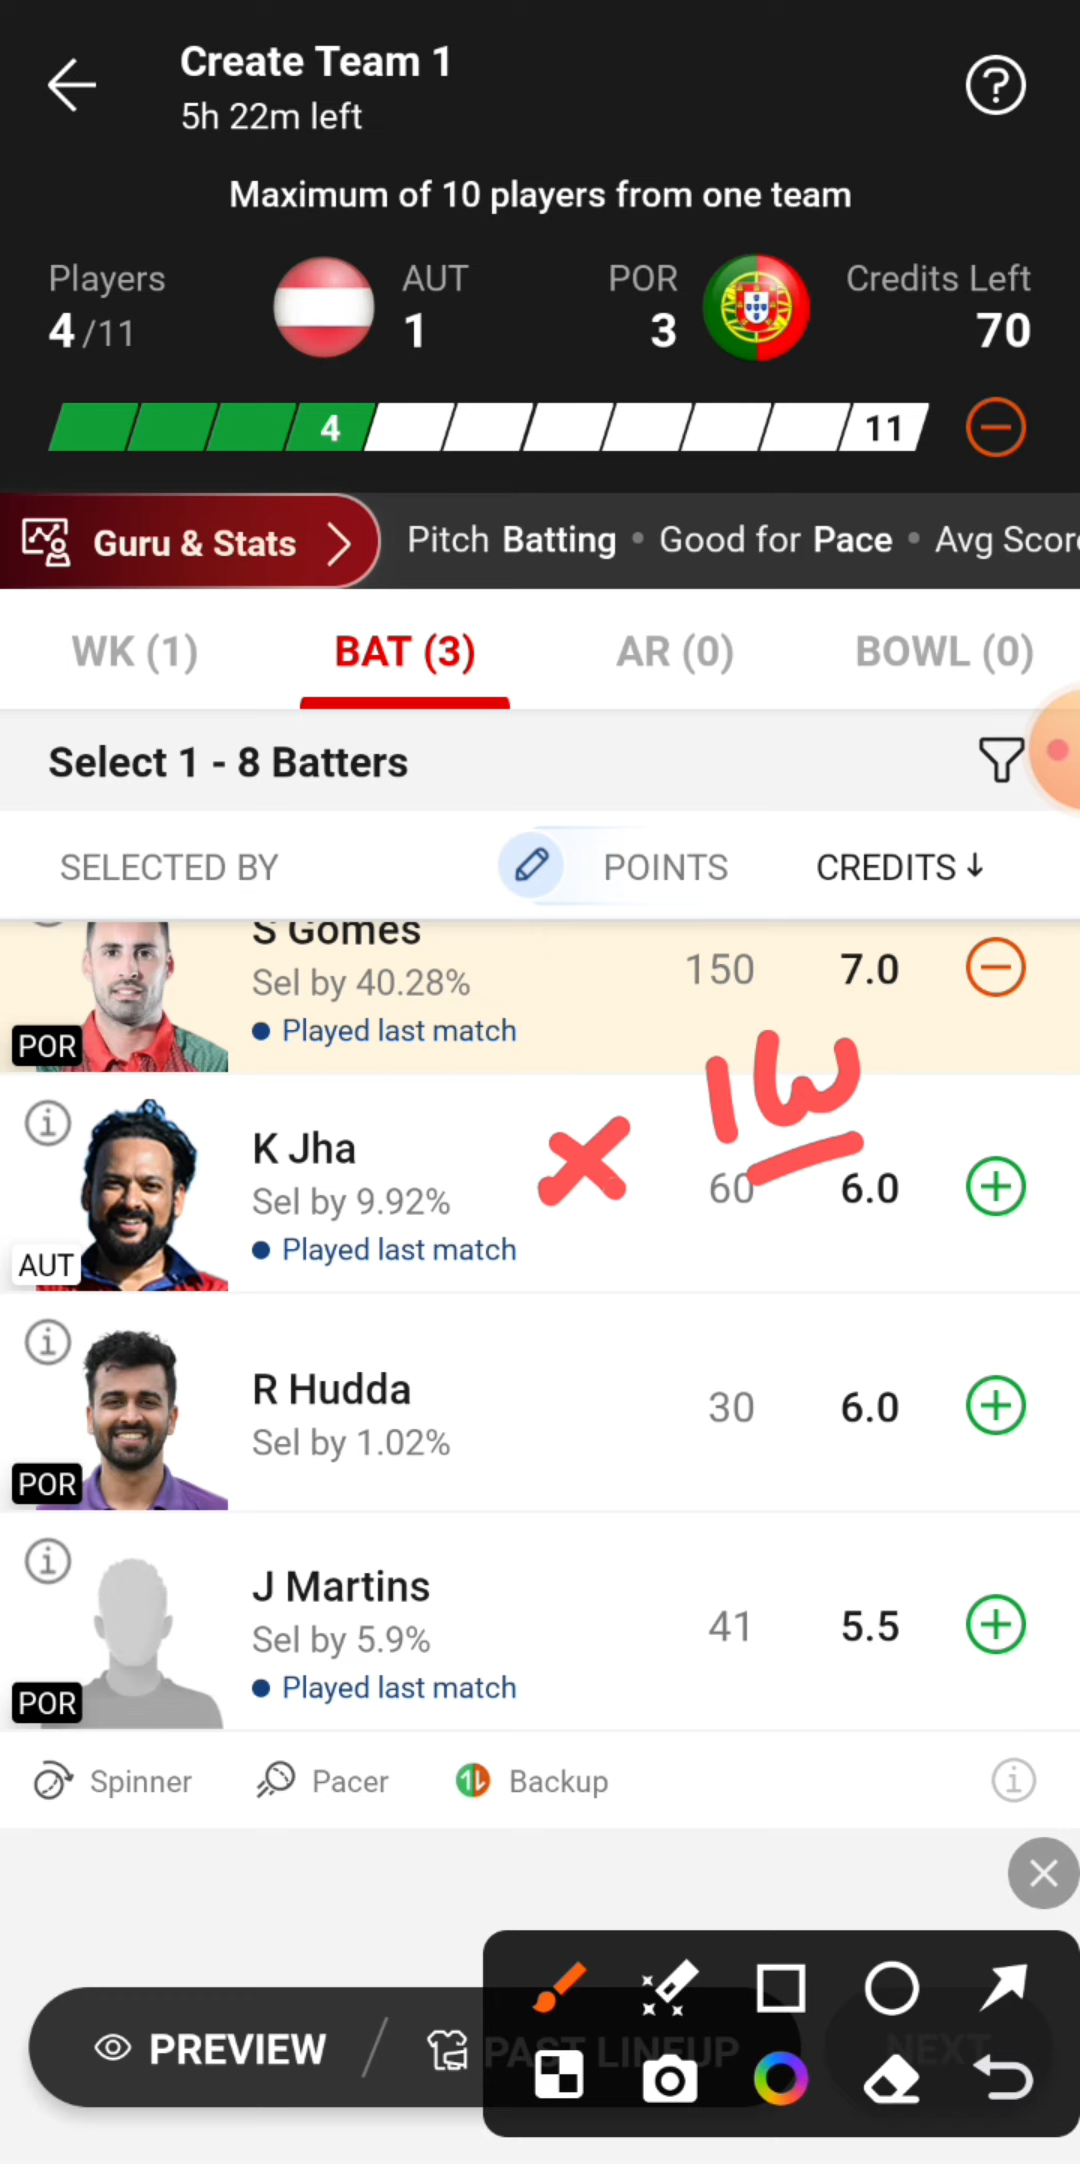 Create Team 1
5h 22m left
Maximum of 10 players from one team
Players AUT POR Credits Left
4/11 1 3 70
4 11
Guru & Stats Pitch Batting • Good for Pace • Avg Score
WK (1) BAT (3) AR (0) BOWL (0)
Select 1 - 8 Batters
SELECTED BY POINTS CREDITS ↓
S Gomes
Sel by 40.28% 150 7.0
Played last match
POR
1W
K Jha
Sel by 9.92% 60 6.0
Played last match
AUT
R Hudda
Sel by 1.02% 30 6.0
POR
J Martins
Sel by 5.9% 41 5.5
Played last match
POR
Spinner Pacer Backup
PREVIEW / PAST LINEUP NEXT